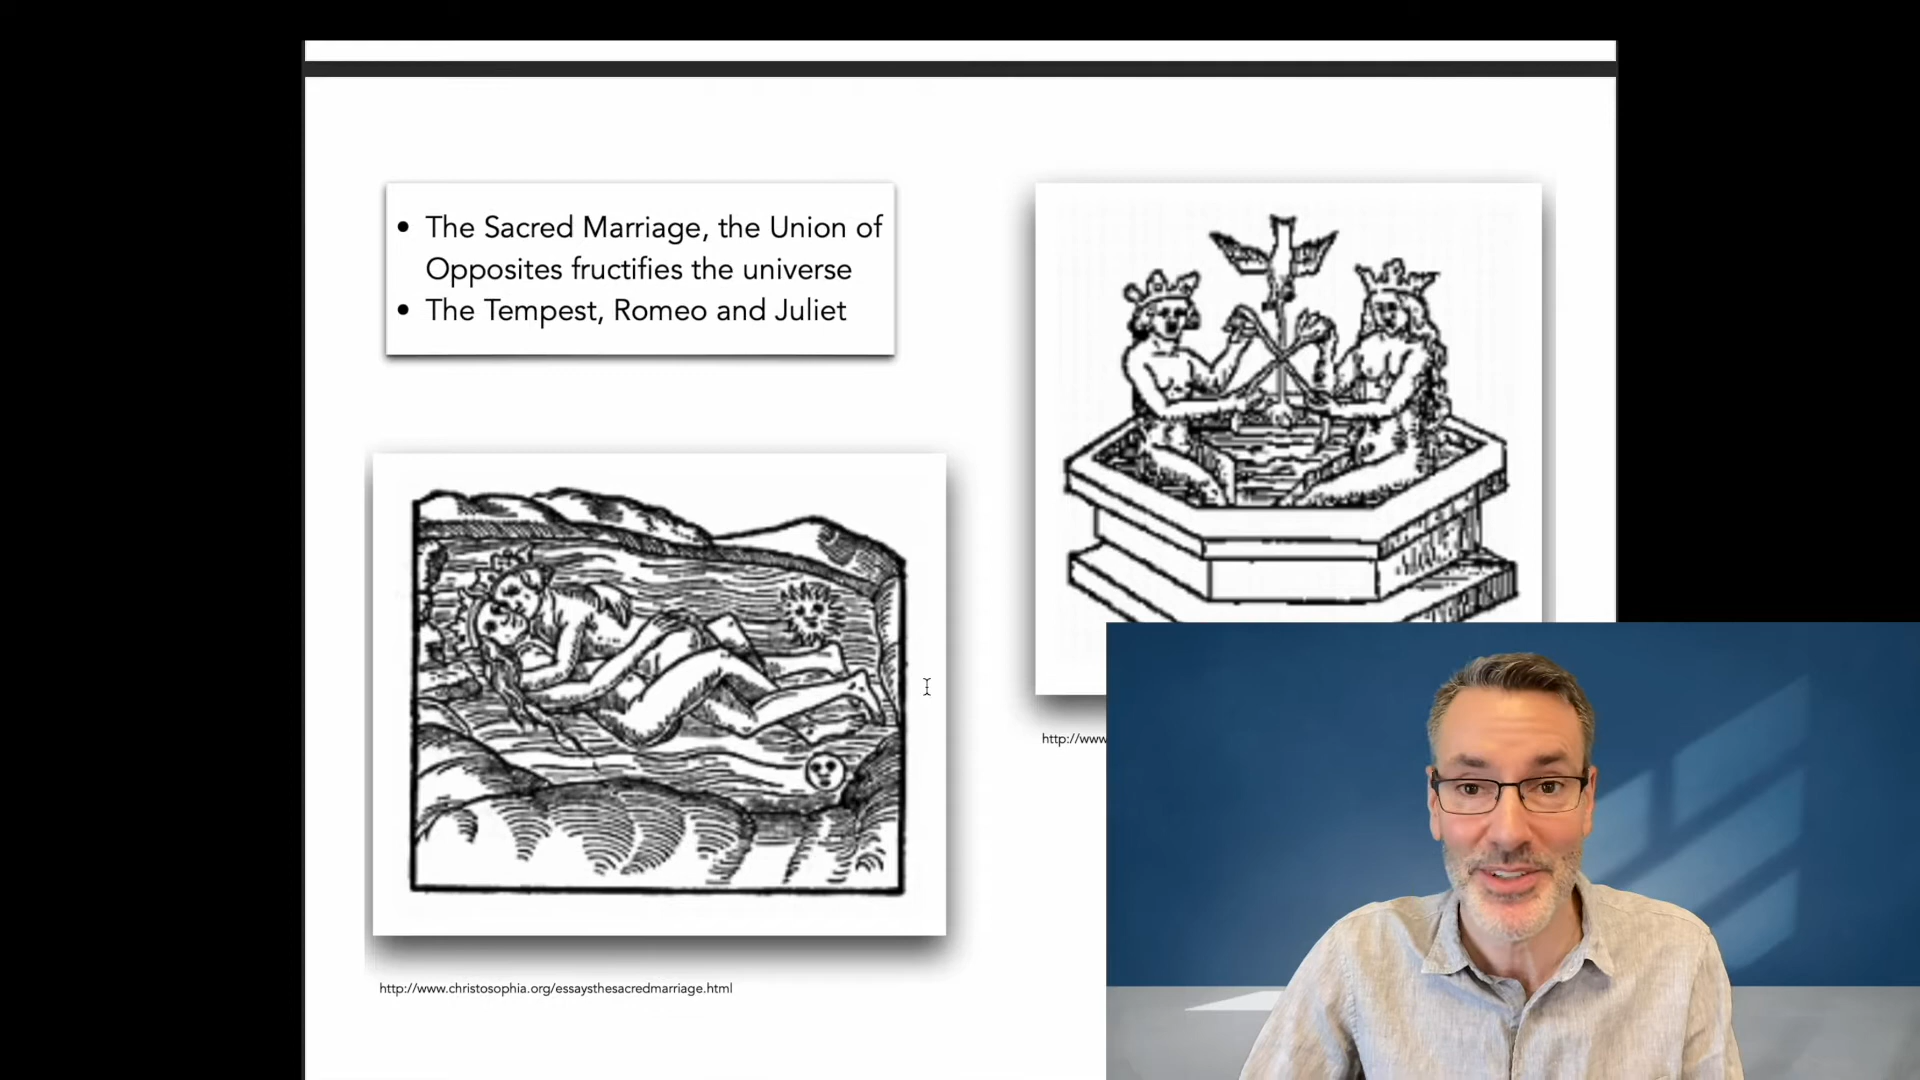 • The Sacred Marriage, the Union of
Opposites fructifies the universe
• The Tempest, Romeo and Juliet
http://www
http://www.christosophia.org/essaysthesacredmarriage.html